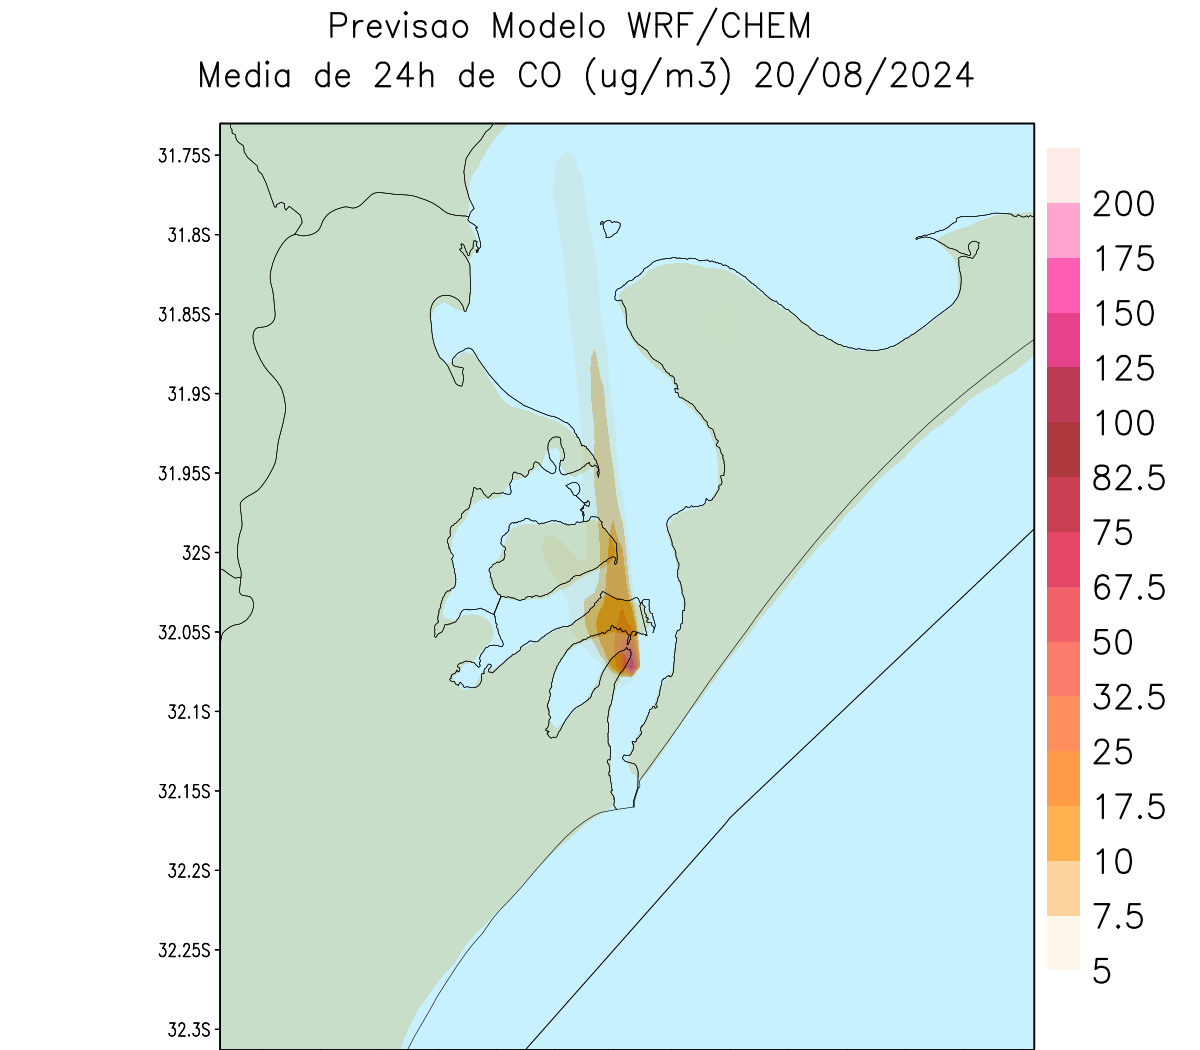 Previsao Modelo WRF/CHEM
Media de 24h de CO (ug/m3) 20/08/2024
31.75S
31.8S
31.85S
31.9S
31.95S
32S
32.05S
32.1S
32.15S
32.2S
32.25S
32.3S
200
175
150
125
100
82.5
75
67.5
50
32.5
25
17.5
10
7.5
5